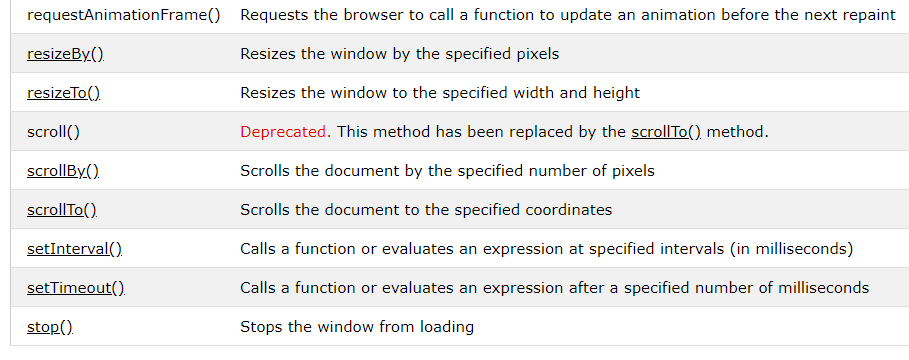 requestAnimationFrame() Requests the browser to call a function to update an animation before the next repaint
resizeBy() Resizes the window by the specified pixels
resizeTo() Resizes the window to the specified width and height
scroll() Deprecated. This method has been replaced by the scrollTo() method.
scrollBy() Scrolls the document by the specified number of pixels
scrollTo() Scrolls the document to the specified coordinates
setInterval() Calls a function or evaluates an expression at specified intervals (in milliseconds)
setTimeout() Calls a function or evaluates an expression after a specified number of milliseconds
stop() Stops the window from loading